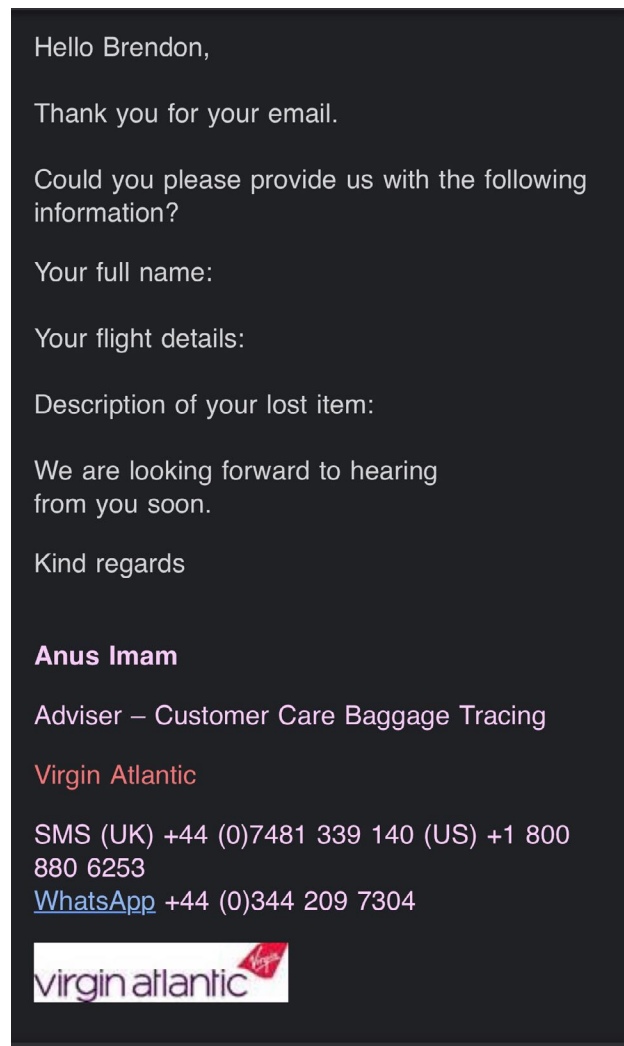 Hello Brendon,
Thank you for your email.
Could you please provide us with the following
information?
Your full name:
Your flight details:
Description of your lost item:
We are looking forward to hearing
from you soon.
Kind regards
Anus Imam
Adviser – Customer Care Baggage Tracing
Virgin Atlantic
SMS (UK) +44 (0)7481 339 140 (US) +1 800
880 6253
WhatsApp +44 (0)344 209 7304
virgin atlantic
Virgin